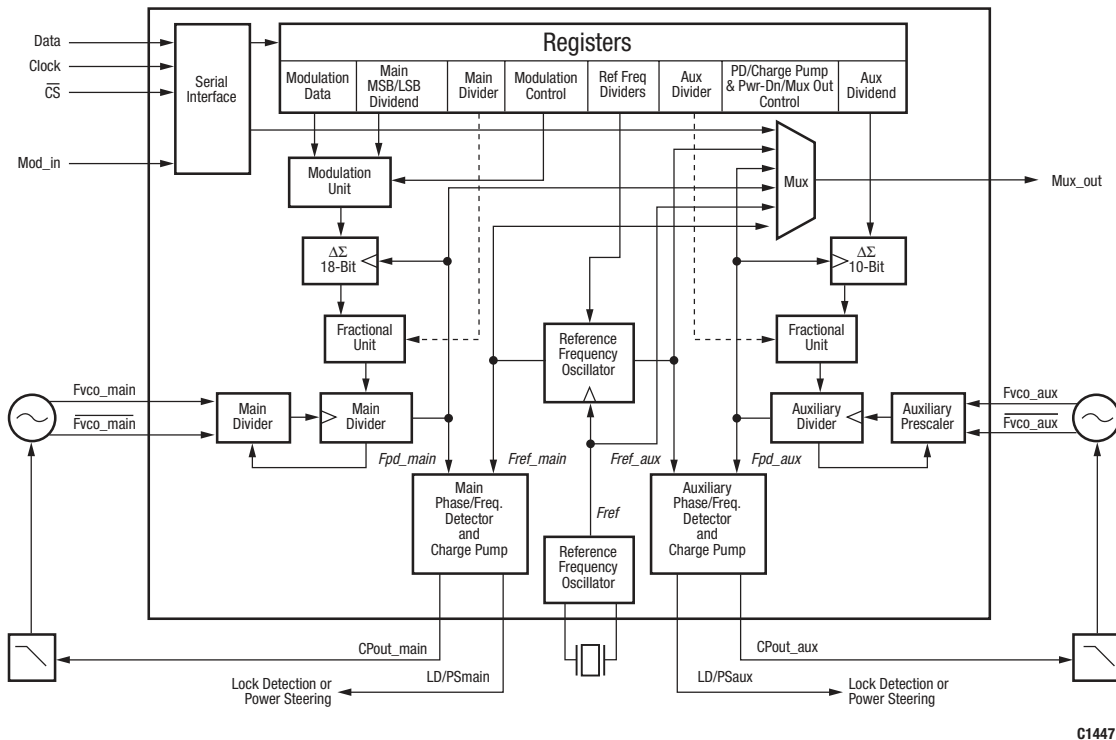 Registers
Data
Clock
CS
Mod_in
Serial
Interface
Modulation
Data
Main
MSB/LSB
Dividend
Main
Divider
Modulation
Control
Ref Freq
Dividers
Aux
Divider
PD/Charge Pump
& Pwr-Dn/Mux Out
Control
Aux
Dividend
Modulation
Unit
Mux
Mux_out
ΔΣ
18-Bit
ΔΣ
10-Bit
Fractional
Unit
Reference
Frequency
Oscillator
Fractional
Unit
Fvco_main
Fvco_main
Main
Divider
Main
Divider
Auxiliary
Divider
Auxiliary
Prescaler
Fvco_aux
Fvco_aux
Fpd_main
Fref_main
Fref_aux
Fpd_aux
Main
Phase/Freq.
Detector
and
Charge Pump
Fref
Reference
Frequency
Oscillator
Auxiliary
Phase/Freq.
Detector
and
Charge Pump
CPout_main
CPout_aux
LD/PSmain
LD/PSaux
Lock Detection or
Power Steering
Lock Detection or
Power Steering
C1447